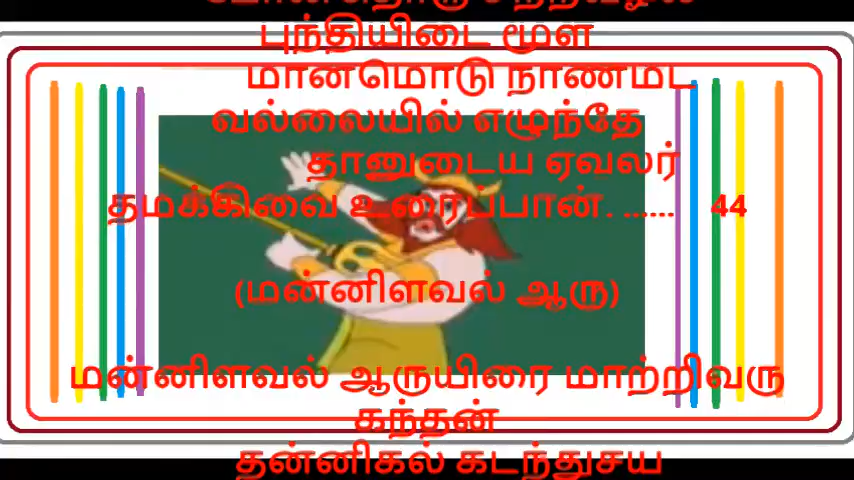 புந்தியிடை மூள
மானமொடு நாணமட
வல்லையில் எழுந்தே
தானுடைய ஏவலர்
தமக்கிவை உரைப்பான். ...... 44
(மன்னிளவல் ஆரு)
மன்னிளவல் ஆருயிரை மாற்றிவரு
கந்தன்
தன்னிகல் கடந்துசய